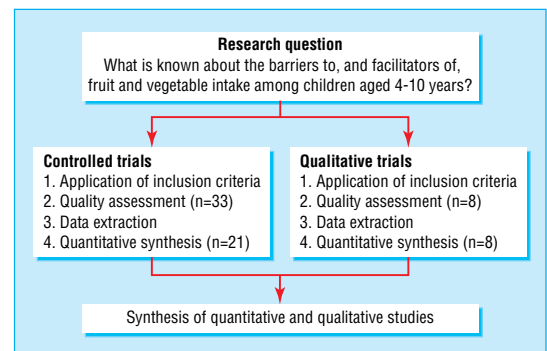 Research question
What is known about the barriers to, and facilitators of,
fruit and vegetable intake among children aged 4-10 years?
Controlled trials
1. Application of inclusion criteria
2. Quality assessment (n=33)
3. Data extraction
4. Quantitative synthesis (n=21)
Qualitative trials
1. Application of inclusion criteria
2. Quality assessment (n=8)
3. Data extraction
4. Quantitative synthesis (n=8)
Synthesis of quantitative and qualitative studies